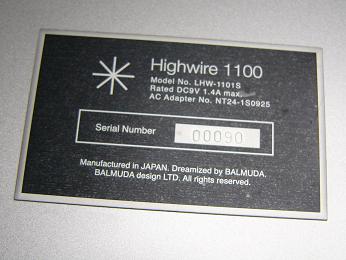 Highwire 1100
Model No. LHW-1101S
Rated DC9V 1.4A max.
AC Adapter No. NT24-1S0925
Serial Number 00090
Manufactured in JAPAN. Dreamized by BALMUDA.
BALMUDA design LTD. All rights reserved.